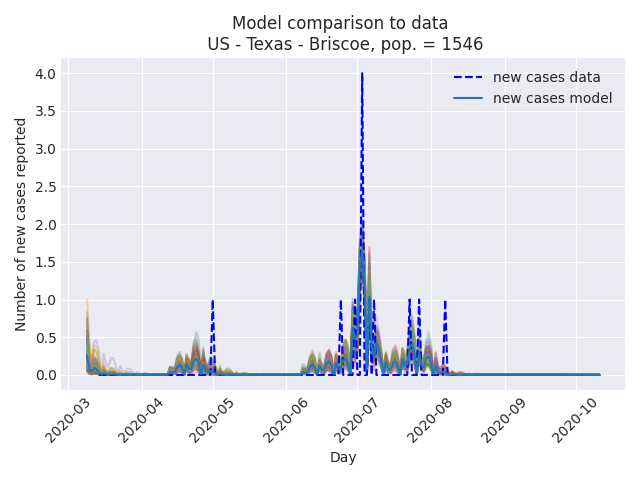 Model comparison to data
US - Texas - Briscoe, pop. = 1546
new cases data
new cases model
Number of new cases reported
4.0
3.5
3.0
2.5
2.0
1.5
1.0
0.5
0.0
2020-03
2020-04
2020-05
2020-06
2020-07
2020-08
2020-09
2020-10
Day